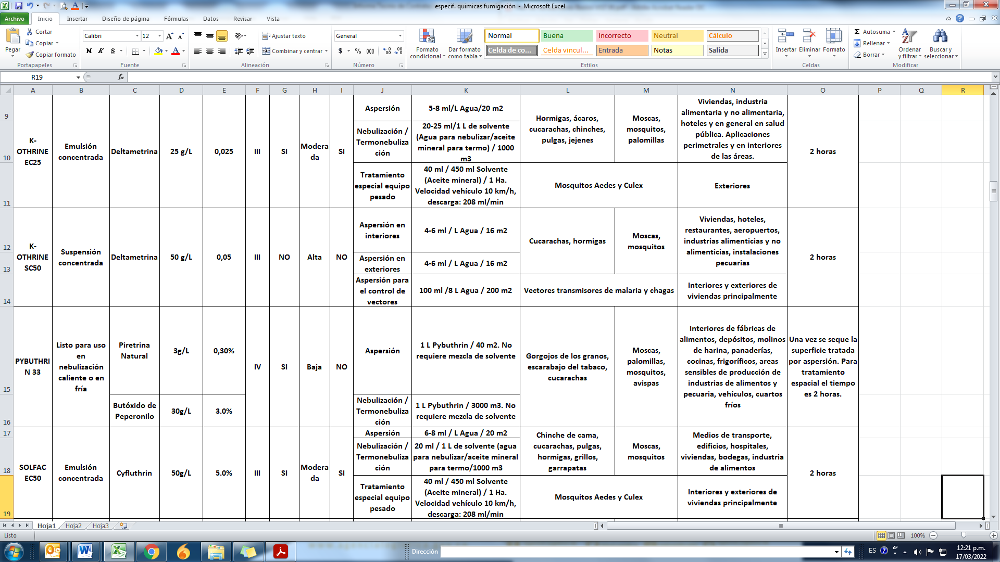 especif. quimicas fumigación - Microsoft Excel
Archivo Inicio Insertar Diseño de página Fórmulas Datos Revisar Vista
Pegar
Cortar
Copiar
Copiar formato
Portapapeles
Calibri 12
N K S
Fuente
Ajustar texto
Combinar y centrar
Alineación
General
$ % 000
Número
Formato
condicional
Dar formato
como tabla
Normal Buena Incorrecto Neutral Cálculo
Celda de co... Celda vincul... Entrada Notas Salida
Estilos
Insertar Eliminar Formato
Celdas
Autosuma
Rellenar
Borrar
Ordenar
y filtrar
Buscar y
seleccionar
Modificar
R19 fx
A B C D E F G H I J K L M N O P Q R
9
10
11
K-
OTHRINE
EC25
Emulsión
concentrada
Deltametrina
25 g/L
0,025
III
SI
Modera
da
SI
Aspersión
5-8 ml/L Agua/20 m2
Nebulización /
Termonebuliza
ción
20-25 ml/1 L de solvente
(Agua para nebulizar/aceite
mineral para termo) / 1000
m3
Hormigas, ácaros,
cucarachas, chinches,
pulgas, jejenes
Moscas,
mosquitos,
palomillas
Viviendas, industria
alimentaria y no alimentaria,
hoteles y en general en salud
pública. Aplicaciones
perimetrales y en interiores
de las áreas.
Tratamiento
especial equipo
pesado
40 ml / 450 ml Solvente
(Aceite mineral) / 1 Ha.
Velocidad vehículo 10 km/h,
descarga: 208 ml/min
Mosquitos Aedes y Culex
Exteriores
2 horas
12
13
14
K-
OTHRINE
SC50
Suspensión
concentrada
Deltametrina
50 g/L
0,05
III
NO
Alta
NO
Aspersión en
interiores
4-6 ml / L Agua / 16 m2
Aspersión en
exteriores
4-6 ml / L Agua / 16 m2
Cucarachas, hormigas
Moscas,
mosquitos
Viviendas, hoteles,
restaurantes, aeropuertos,
industrias alimenticias y no
alimenticias, instalaciones
pecuarias
Aspersión para
el control de
vectores
100 ml /8 L Agua / 200 m2
Vectores transmisores de malaria y chagas
Interiores y exteriores de
viviendas principalmente
2 horas
15
16
PYBUTHRI
N 33
Listo para uso
en
nebulización
caliente o en
fría
Piretrina
Natural
3g/L
0,30%
Butóxido de
Peperonilo
30g/L
3.0%
IV
SI
Baja
NO
Aspersión
1 L Pybuthrin / 40 m2. No
requiere mezcla de solvente
Nebulización /
Termonebuliza
ción
1 L Pybuthrin / 3000 m3. No
requiere mezcla de solvente
Gorgojos de los granos,
escarabajo del tabaco,
cucarachas
Moscas,
palomillas,
mosquitos,
avispas
Interiores de fábricas de
alimentos, depósitos, molinos
de harina, panaderías,
cocinas, frigoríficos, areas
sensibles de producción de
industrias de alimentos y
pecuaria, vehículos, cuartos
fríos
Una vez se seque la
superficie tratada
por aspersión. Para
tratamiento
espacial el tiempo
es 2 horas.
17
18
19
SOLFAC
EC50
Emulsión
concentrada
Cyfluthrin
50g/L
5.0%
III
SI
Modera
da
SI
Aspersión
6-8 ml / L Agua / 20 m2
Nebulización /
Termonebuliza
ción
20 ml / 1 L de solvente (agua
para nebulizar/aceite mineral
para termo/1000 m3
Chinche de cama,
cucarachas, pulgas,
hormigas, grillos,
garrapatas
Moscas,
mosquitos
Medios de transporte,
edificios, hospitales,
viviendas, bodegas, industria
de alimentos
Tratamiento
especial equipo
pesado
40 ml / 450 ml Solvente
(Aceite mineral) / 1 Ha.
Velocidad vehículo 10 km/h,
descarga: 208 ml/min
Mosquitos Aedes y Culex
Interiores y exteriores de
viviendas principalmente
2 horas
Hoja1 Hoja2 Hoja3
Listo
100%
Dirección
ES
12:21 p.m.
17/03/2022